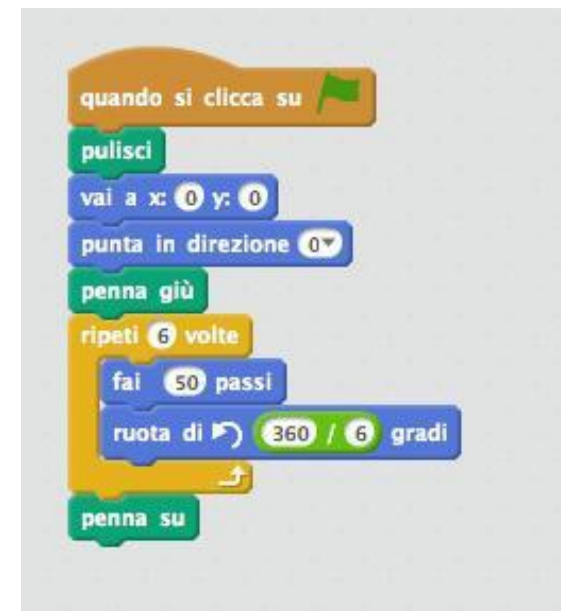 quando si clicca su
pulisci
vai a x: 0 y: 0
punta in direzione 0
penna giù
ripeti 6 volte
fai 50 passi
ruota di 360 / 6 gradi
penna su